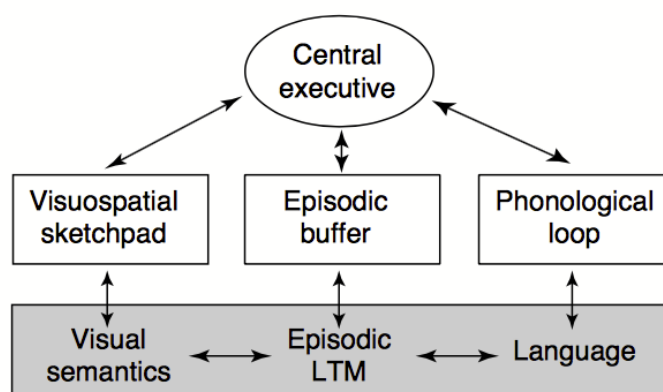 Central
executive
Visuospatial
sketchpad
Episodic
buffer
Phonological
loop
Visual
semantics
Episodic
LTM
Language